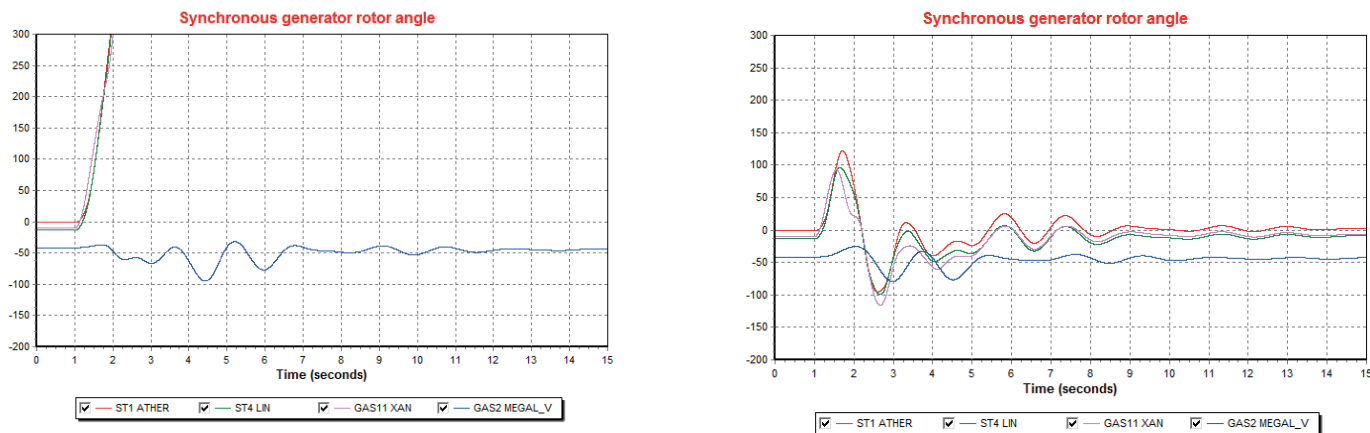 Synchronous generator rotor angle
300
250
200
150
100
50
0
-50
-100
-150
-200
0 1 2 3 4 5 6 7 8 9 10 11 12 13 14 15
Time (seconds)
ST1 ATHER ST4 LIN GAS11 XAN GAS2 MEGAL_V
Synchronous generator rotor angle
300
250
200
150
100
50
0
-50
-100
-150
-200
0 1 2 3 4 5 6 7 8 9 10 11 12 13 14 15
Time (seconds)
ST1 ATHER ST4 LIN GAS11 XAN GAS2 MEGAL_V